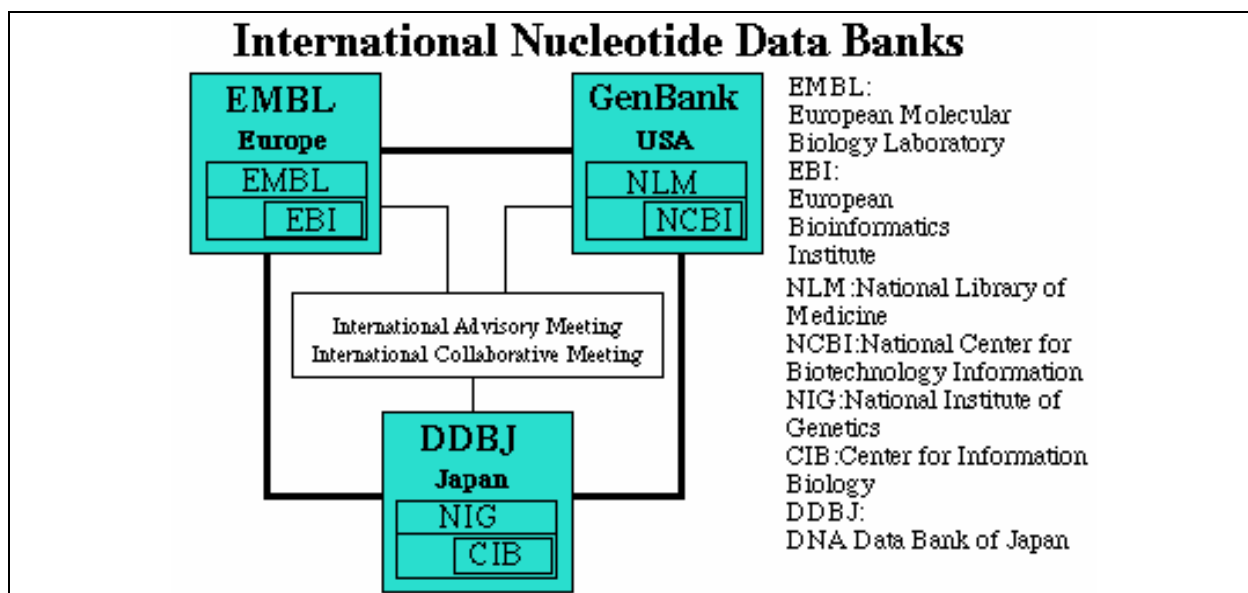 International Nucleotide Data Banks
EMBL
Europe
EMBL
EBI
GenBank
USA
NLM
NCBI
International Advisory Meeting
International Collaborative Meeting
DDBJ
Japan
NIG
CIB
EMBL:
European Molecular
Biology Laboratory
EBI:
European
Bioinformatics
Institute
NLM:National Library of
Medicine
NCBI:National Center for
Biotechnology Information
NIG:National Institute of
Genetics
CIB:Center for Information
Biology
DDBJ:
DNA Data Bank of Japan